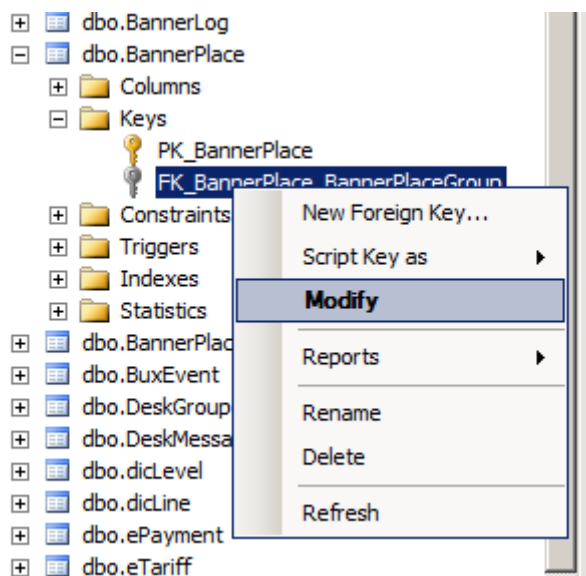 dbo.BannerLog
dbo.BannerPlace
Columns
Keys
PK_BannerPlace
FK_BannerPlace_BannerPlaceGroup
Constraints
Triggers
Indexes
Statistics
dbo.BannerPlac
dbo.BuxEvent
dbo.DeskGroup
dbo.DeskMessa
dbo.dicLevel
dbo.dicLine
dbo.ePayment
dbo.eTariff
New Foreign Key...
Script Key as
Modify
Reports
Rename
Delete
Refresh